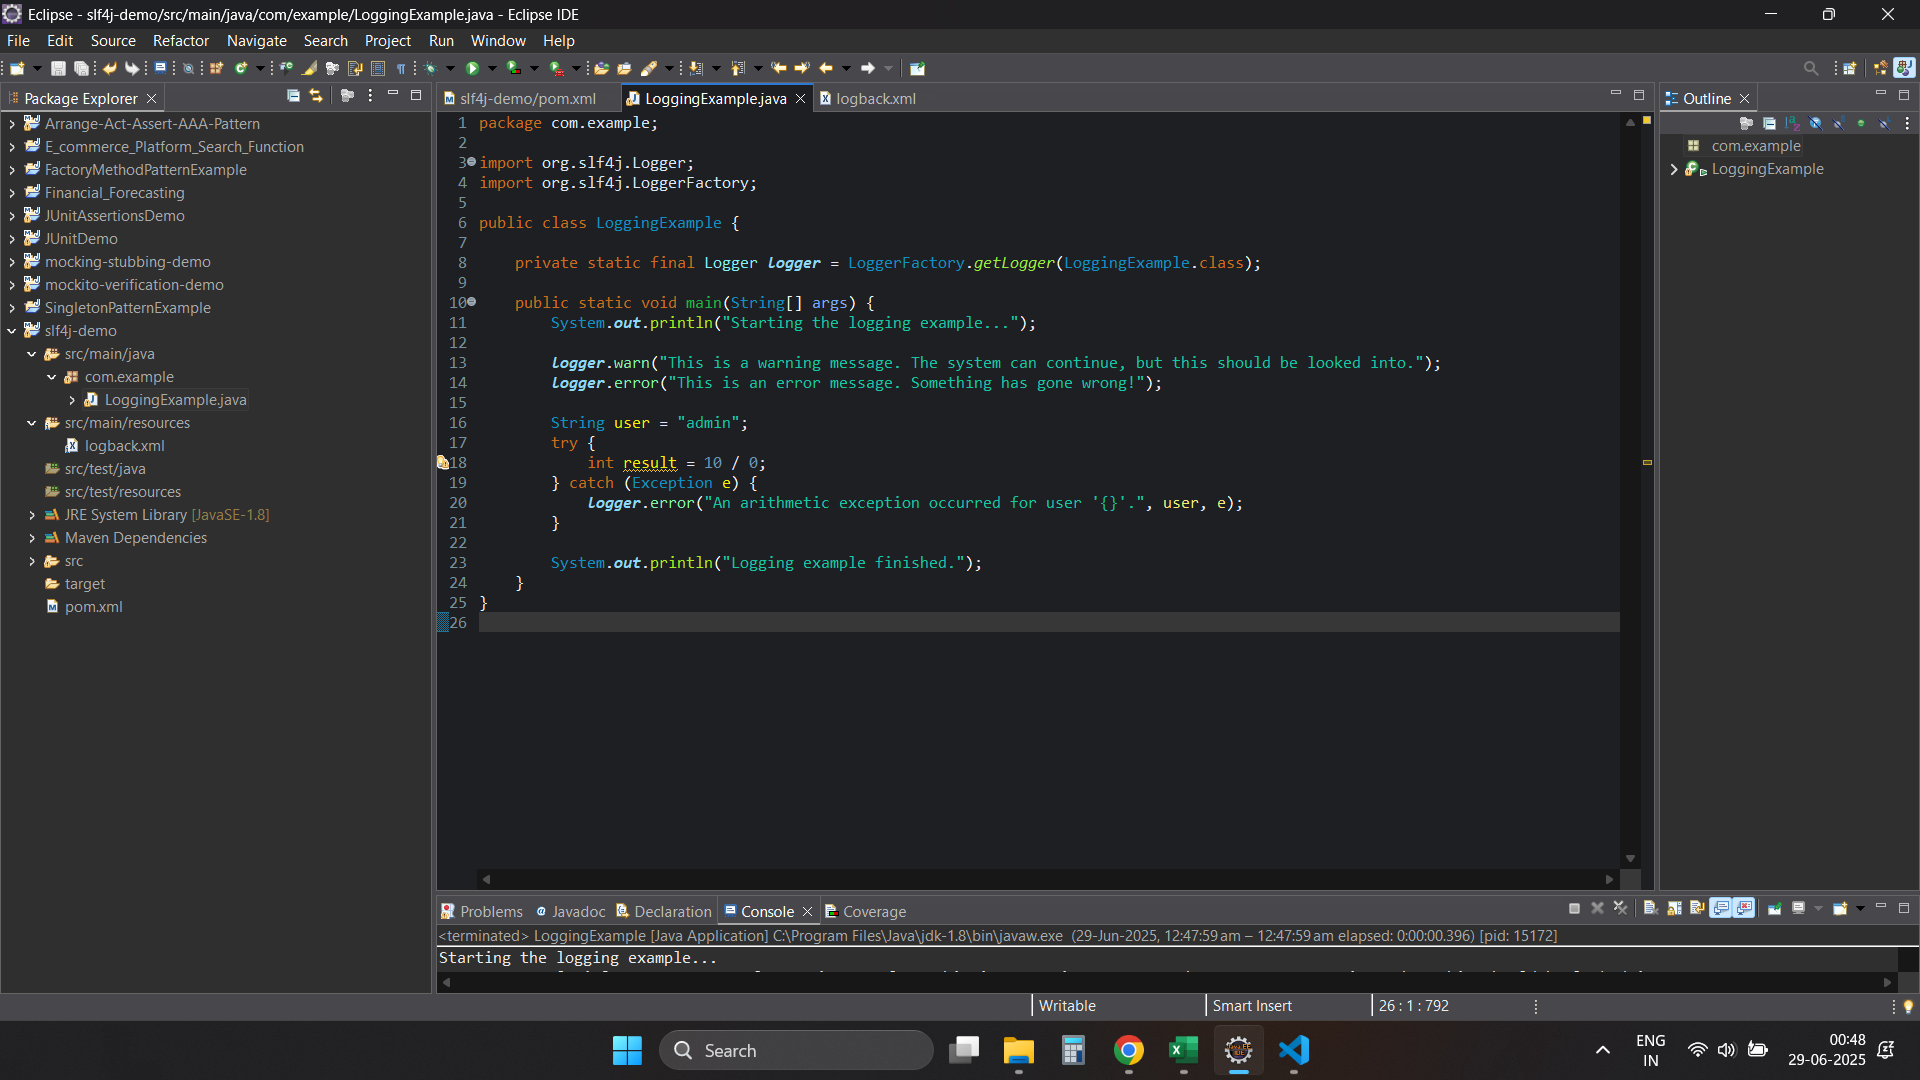 Eclipse - slf4j-demo/src/main/java/com/example/LoggingExample.java - Eclipse IDE
File Edit Source Refactor Navigate Search Project Run Window Help
Package Explorer
Arrange-Act-Assert-AAA-Pattern
E_commerce_Platform_Search_Function
FactoryMethodPatternExample
Financial_Forecasting
JUnitAssertionsDemo
JUnitDemo
mocking-stubbing-demo
mockito-verification-demo
SingletonPatternExample
slf4j-demo
src/main/java
com.example
LoggingExample.java
src/main/resources
logback.xml
src/test/java
src/test/resources
JRE System Library [JavaSE-1.8]
Maven Dependencies
src
target
pom.xml
slf4j-demo/pom.xml LoggingExample.java logback.xml
1 package com.example;
2
3 import org.slf4j.Logger;
4 import org.slf4j.LoggerFactory;
5
6 public class LoggingExample {
7
8     private static final Logger logger = LoggerFactory.getLogger(LoggingExample.class);
9
10     public static void main(String[] args) {
11         System.out.println("Starting the logging example...");
12
13         logger.warn("This is a warning message. The system can continue, but this should be looked into.");
14         logger.error("This is an error message. Something has gone wrong!");
15
16         String user = "admin";
17         try {
18             int result = 10 / 0;
19         } catch (Exception e) {
20             logger.error("An arithmetic exception occurred for user '{}'.", user, e);
21         }
22
23         System.out.println("Logging example finished.");
24     }
25 }
26
Outline
com.example
LoggingExample
Problems Javadoc Declaration Console Coverage
<terminated> LoggingExample [Java Application] C:\Program Files\Java\jdk-1.8\bin\javaw.exe (29-Jun-2025, 12:47:59 am – 12:47:59 am elapsed: 0:00:00.396) [pid: 15172]
Starting the logging example...
Writable Smart Insert 26 : 1 : 792
Search
ENG
IN
00:48
29-06-2025